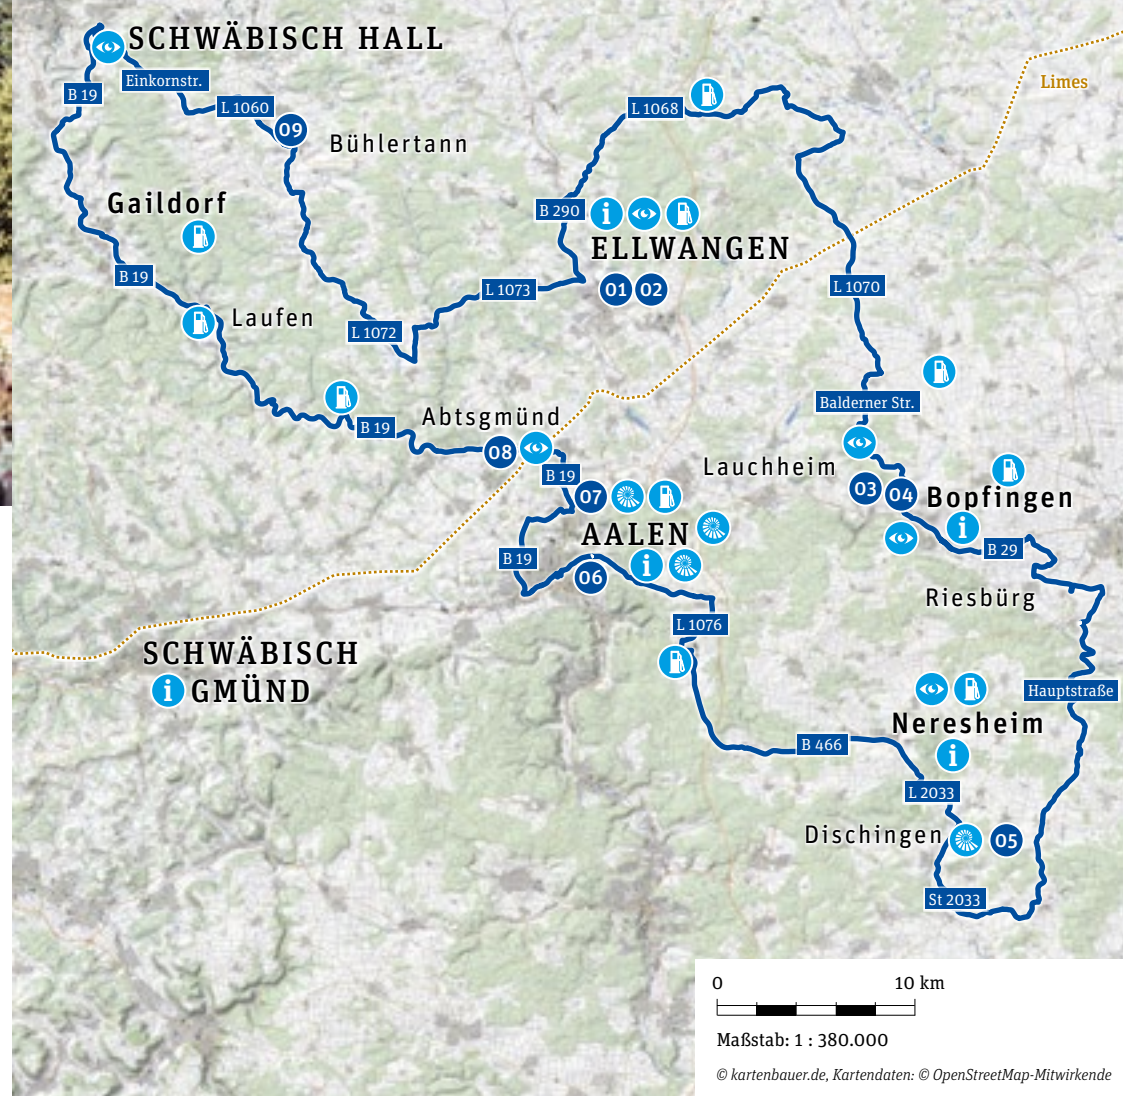 SCHWÄBISCH HALL
Einkornstr.
B 19
L 1060
09
Bühlertann
L 1068
Limes
Gaildorf
B 290
i
ELLWANGEN
B 19
L 1073
01 02
L 1070
Laufen
L 1072
Balderner Str.
Abtsgmünd
B 19
08
Lauchheim
B 19
03
04
Bopfingen
07
AALEN
i
B 29
B 19
i
06
Riesbürg
L 1076
SCHWÄBISCH
i GMÜND
Hauptstraße
Neresheim
B 466
i
L 2033
Dischingen
05
St 2033
0 10 km
Maßstab: 1 : 380.000
© kartenbauer.de, Kartendaten: © OpenStreetMap-Mitwirkende